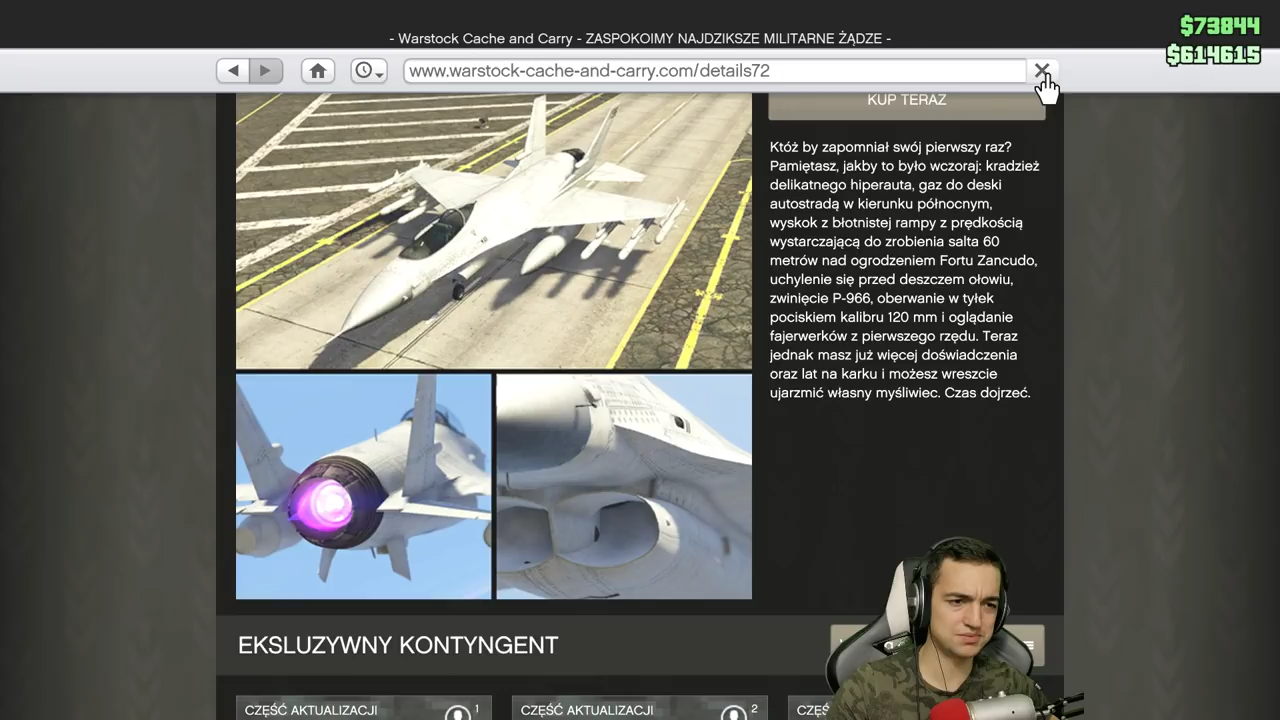 $73844
- Warstock Cache and Carry - ZASPOKOIMY NAJDZIKSZE MILITARNE ŻĄDZE -
$614615
www.warstock-cache-and-carry.com/details72
KUP TERAZ
Któż by zapomniał swój pierwszy raz?
Pamiętasz, jakby to było wczoraj: kradzież
delikatnego hiperauta, gaz do deski
autostradą w kierunku północnym,
wyskok z błotnistej rampy z prędkością
wystarczającą do zrobienia salta 60
metrów nad ogrodzeniem Fortu Zancudo,
uchylenie się przed deszczem ołowiu,
zwinięcie P-966, oberwanie w tyłek
pociskiem kalibru 120 mm i oglądanie
fajerwerków z pierwszego rzędu. Teraz
jednak masz już więcej doświadczenia
oraz lat na karku i możesz wreszcie
ujarzmić własny myśliwiec. Czas dojrzeć.
EKSLUZYWNY KONTYNGENT
CZĘŚĆ AKTUALIZACJI 1
CZĘŚĆ AKTUALIZACJI 2
CZĘŚ